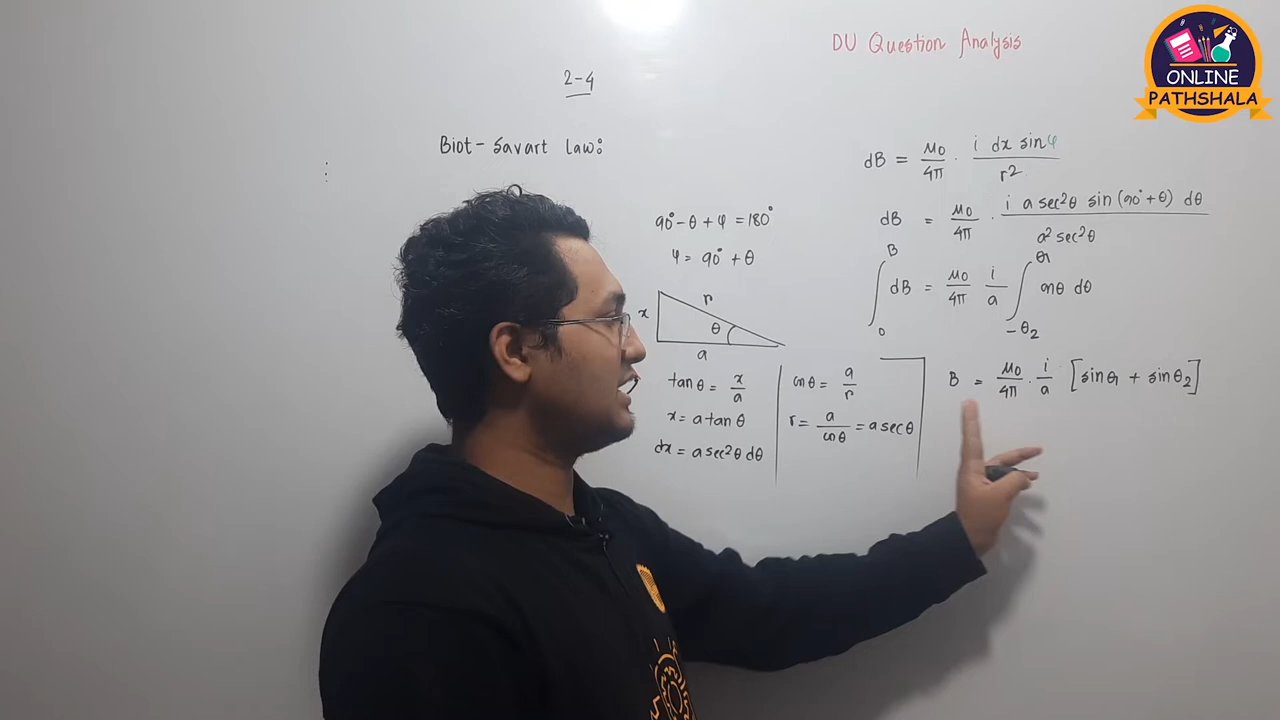 DU Question Analysis
ONLINE
PATHSHALA
2-4
Biot-Savart law:
90° - θ + φ = 180°
φ = 90° + θ
x
r
θ
a
tanθ = x/a
x = a tanθ
dx = a sec²θ dθ
cosθ = a/r
r = a/cosθ = a secθ
dB = μ0/4π · i dx sinφ/r²
dB = μ0/4π · i a sec²θ sin(90°+θ) dθ/a² sec²θ
∫₀ᴮ dB = μ0/4π i/a ∫_{-θ2}^{θ1} cosθ dθ
B = μ0/4π · i/a [sinθ1 + sinθ2]